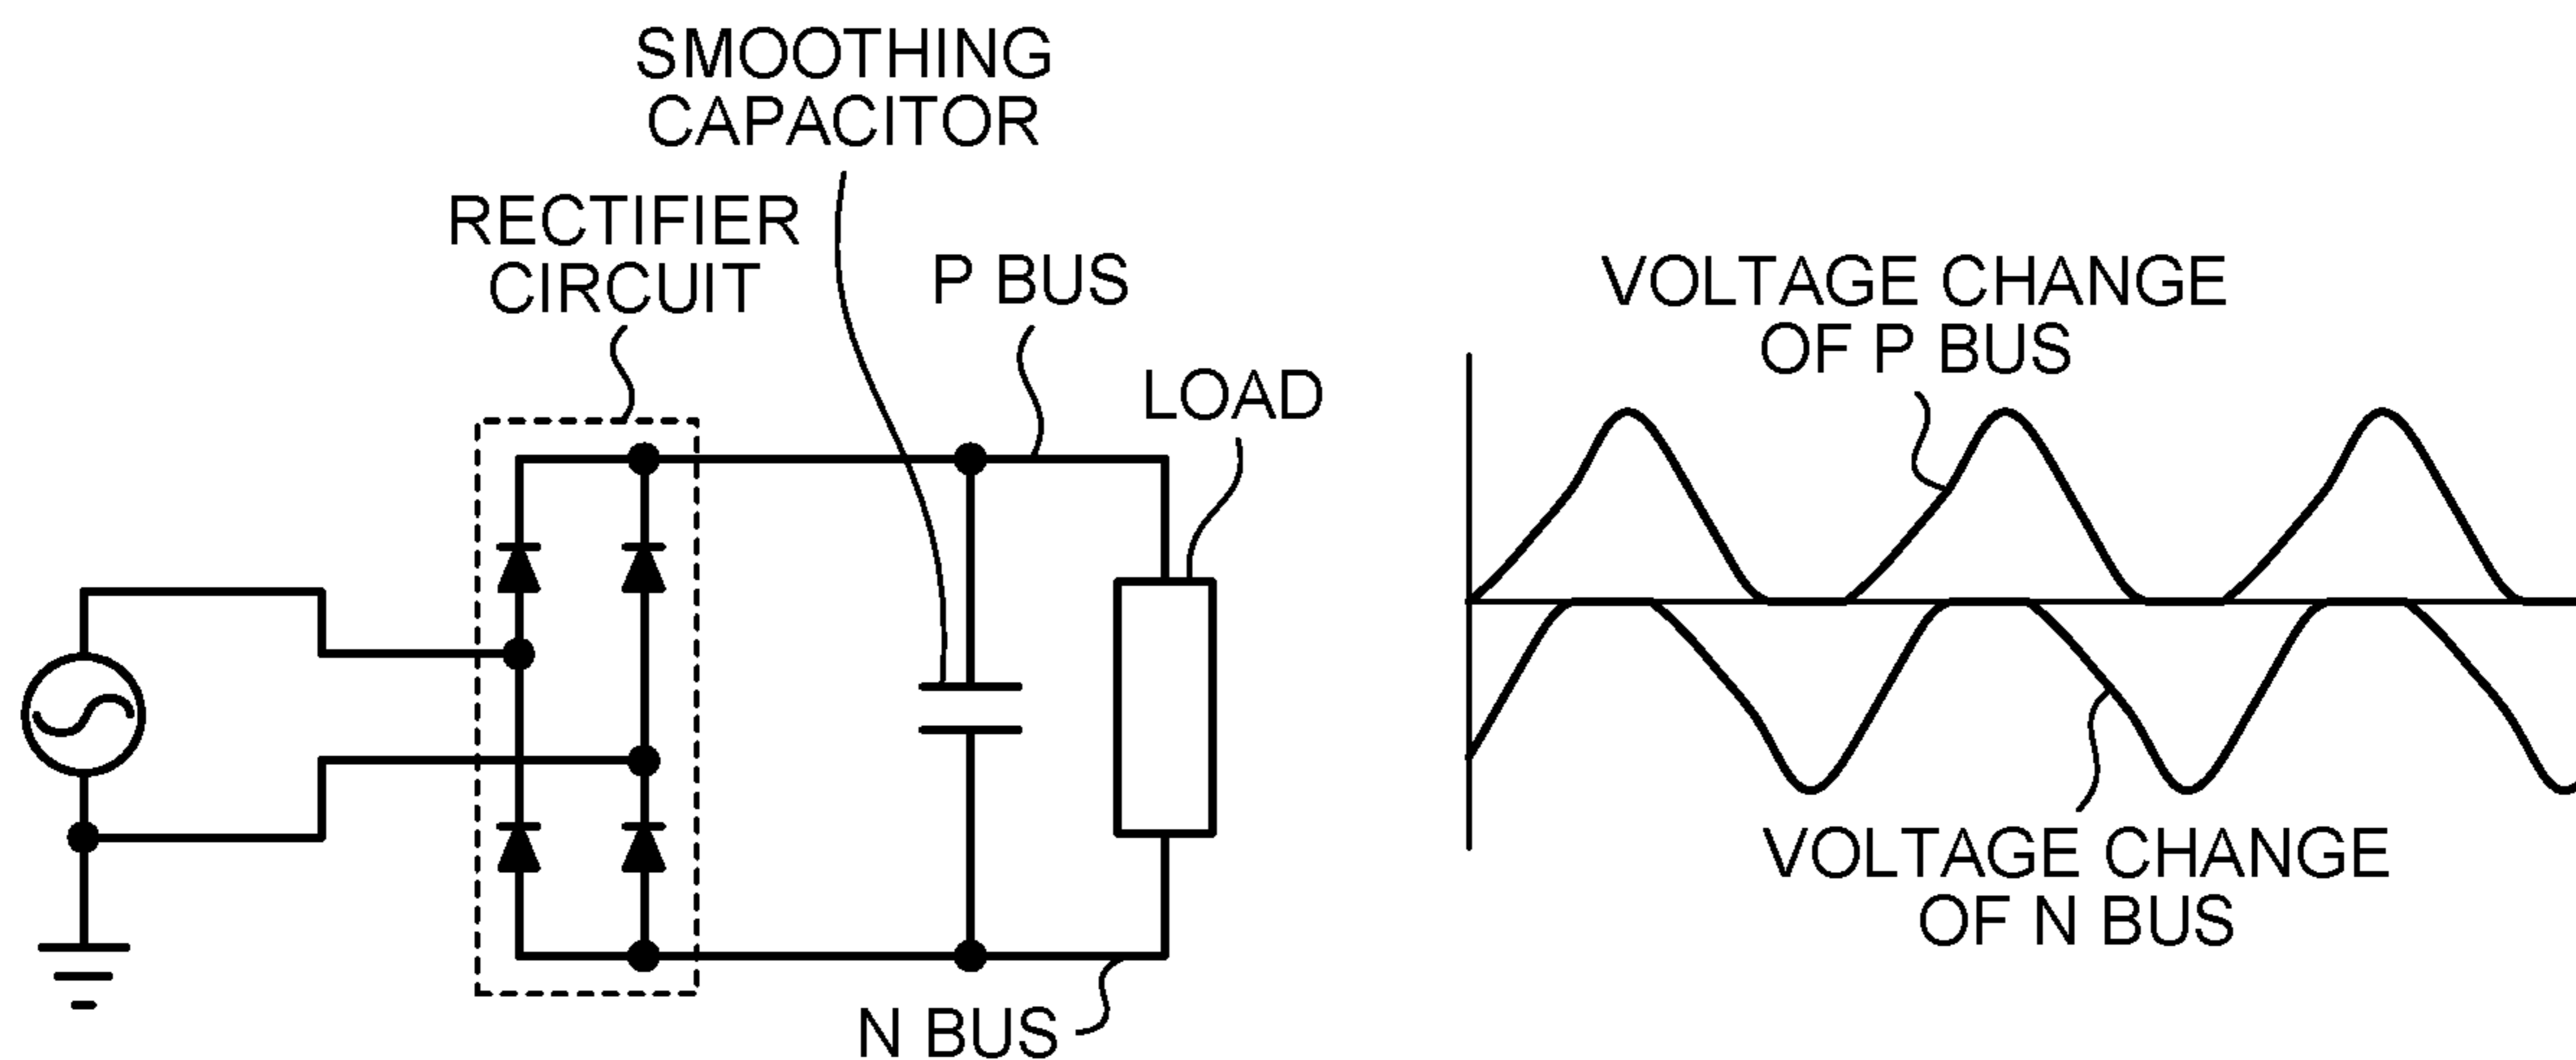 SMOOTHING
CAPACITOR
RECTIFIER
CIRCUIT
P BUS
LOAD
N BUS
VOLTAGE CHANGE
OF P BUS
VOLTAGE CHANGE
OF N BUS